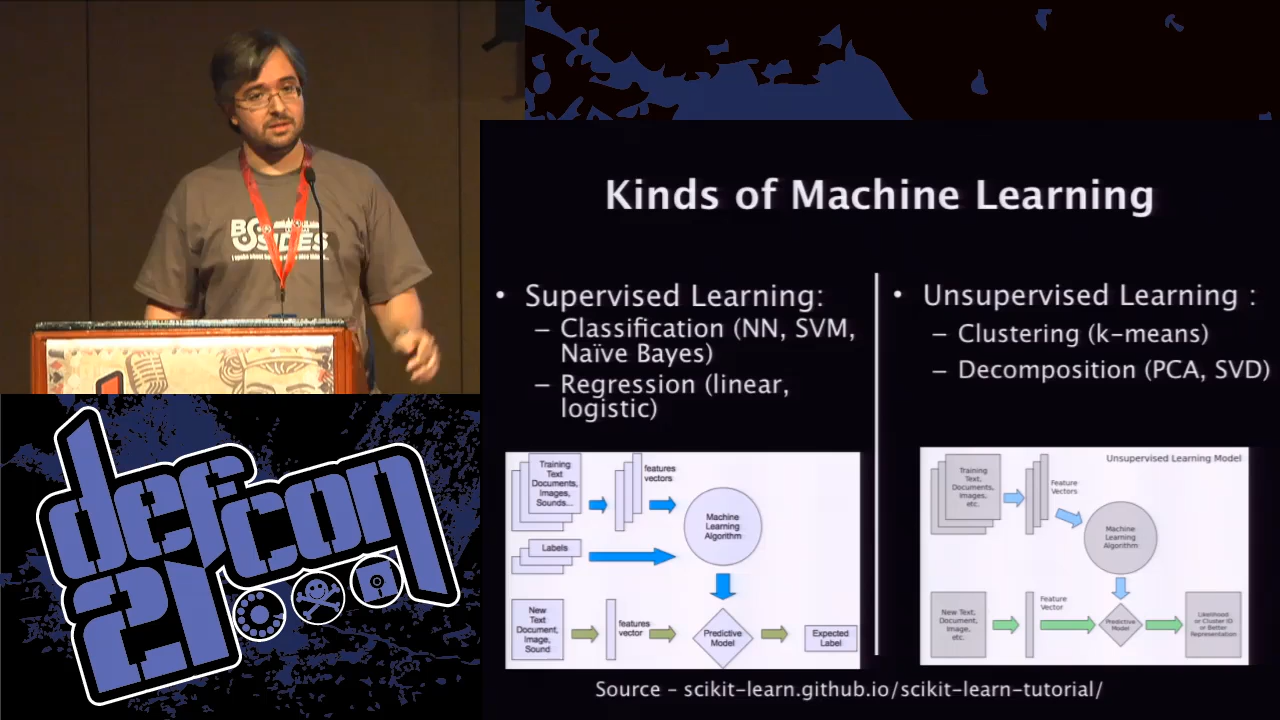 BSIDES
Kinds of Machine Learning
• Supervised Learning:
– Classification (NN, SVM,
Naïve Bayes)
– Regression (linear,
logistic)
Training
Text
Documents,
Images,
Sounds...
features
vectors
Machine
Learning
Algorithm
Labels
New
Text
Document,
Image,
Sound
features
vector
Predictive
Model
Expected
Label
• Unsupervised Learning :
– Clustering (k-means)
– Decomposition (PCA, SVD)
Unsupervised Learning Model
Training
Text,
Documents,
Images,
etc.
Feature
Vectors
Machine
Learning
Algorithm
New Text,
Document,
Image,
etc.
Feature
Vector
Predictive
Model
Likelihood
or Cluster ID
or Better
Representation
Source - scikit-learn.github.io/scikit-learn-tutorial/
defcon
21